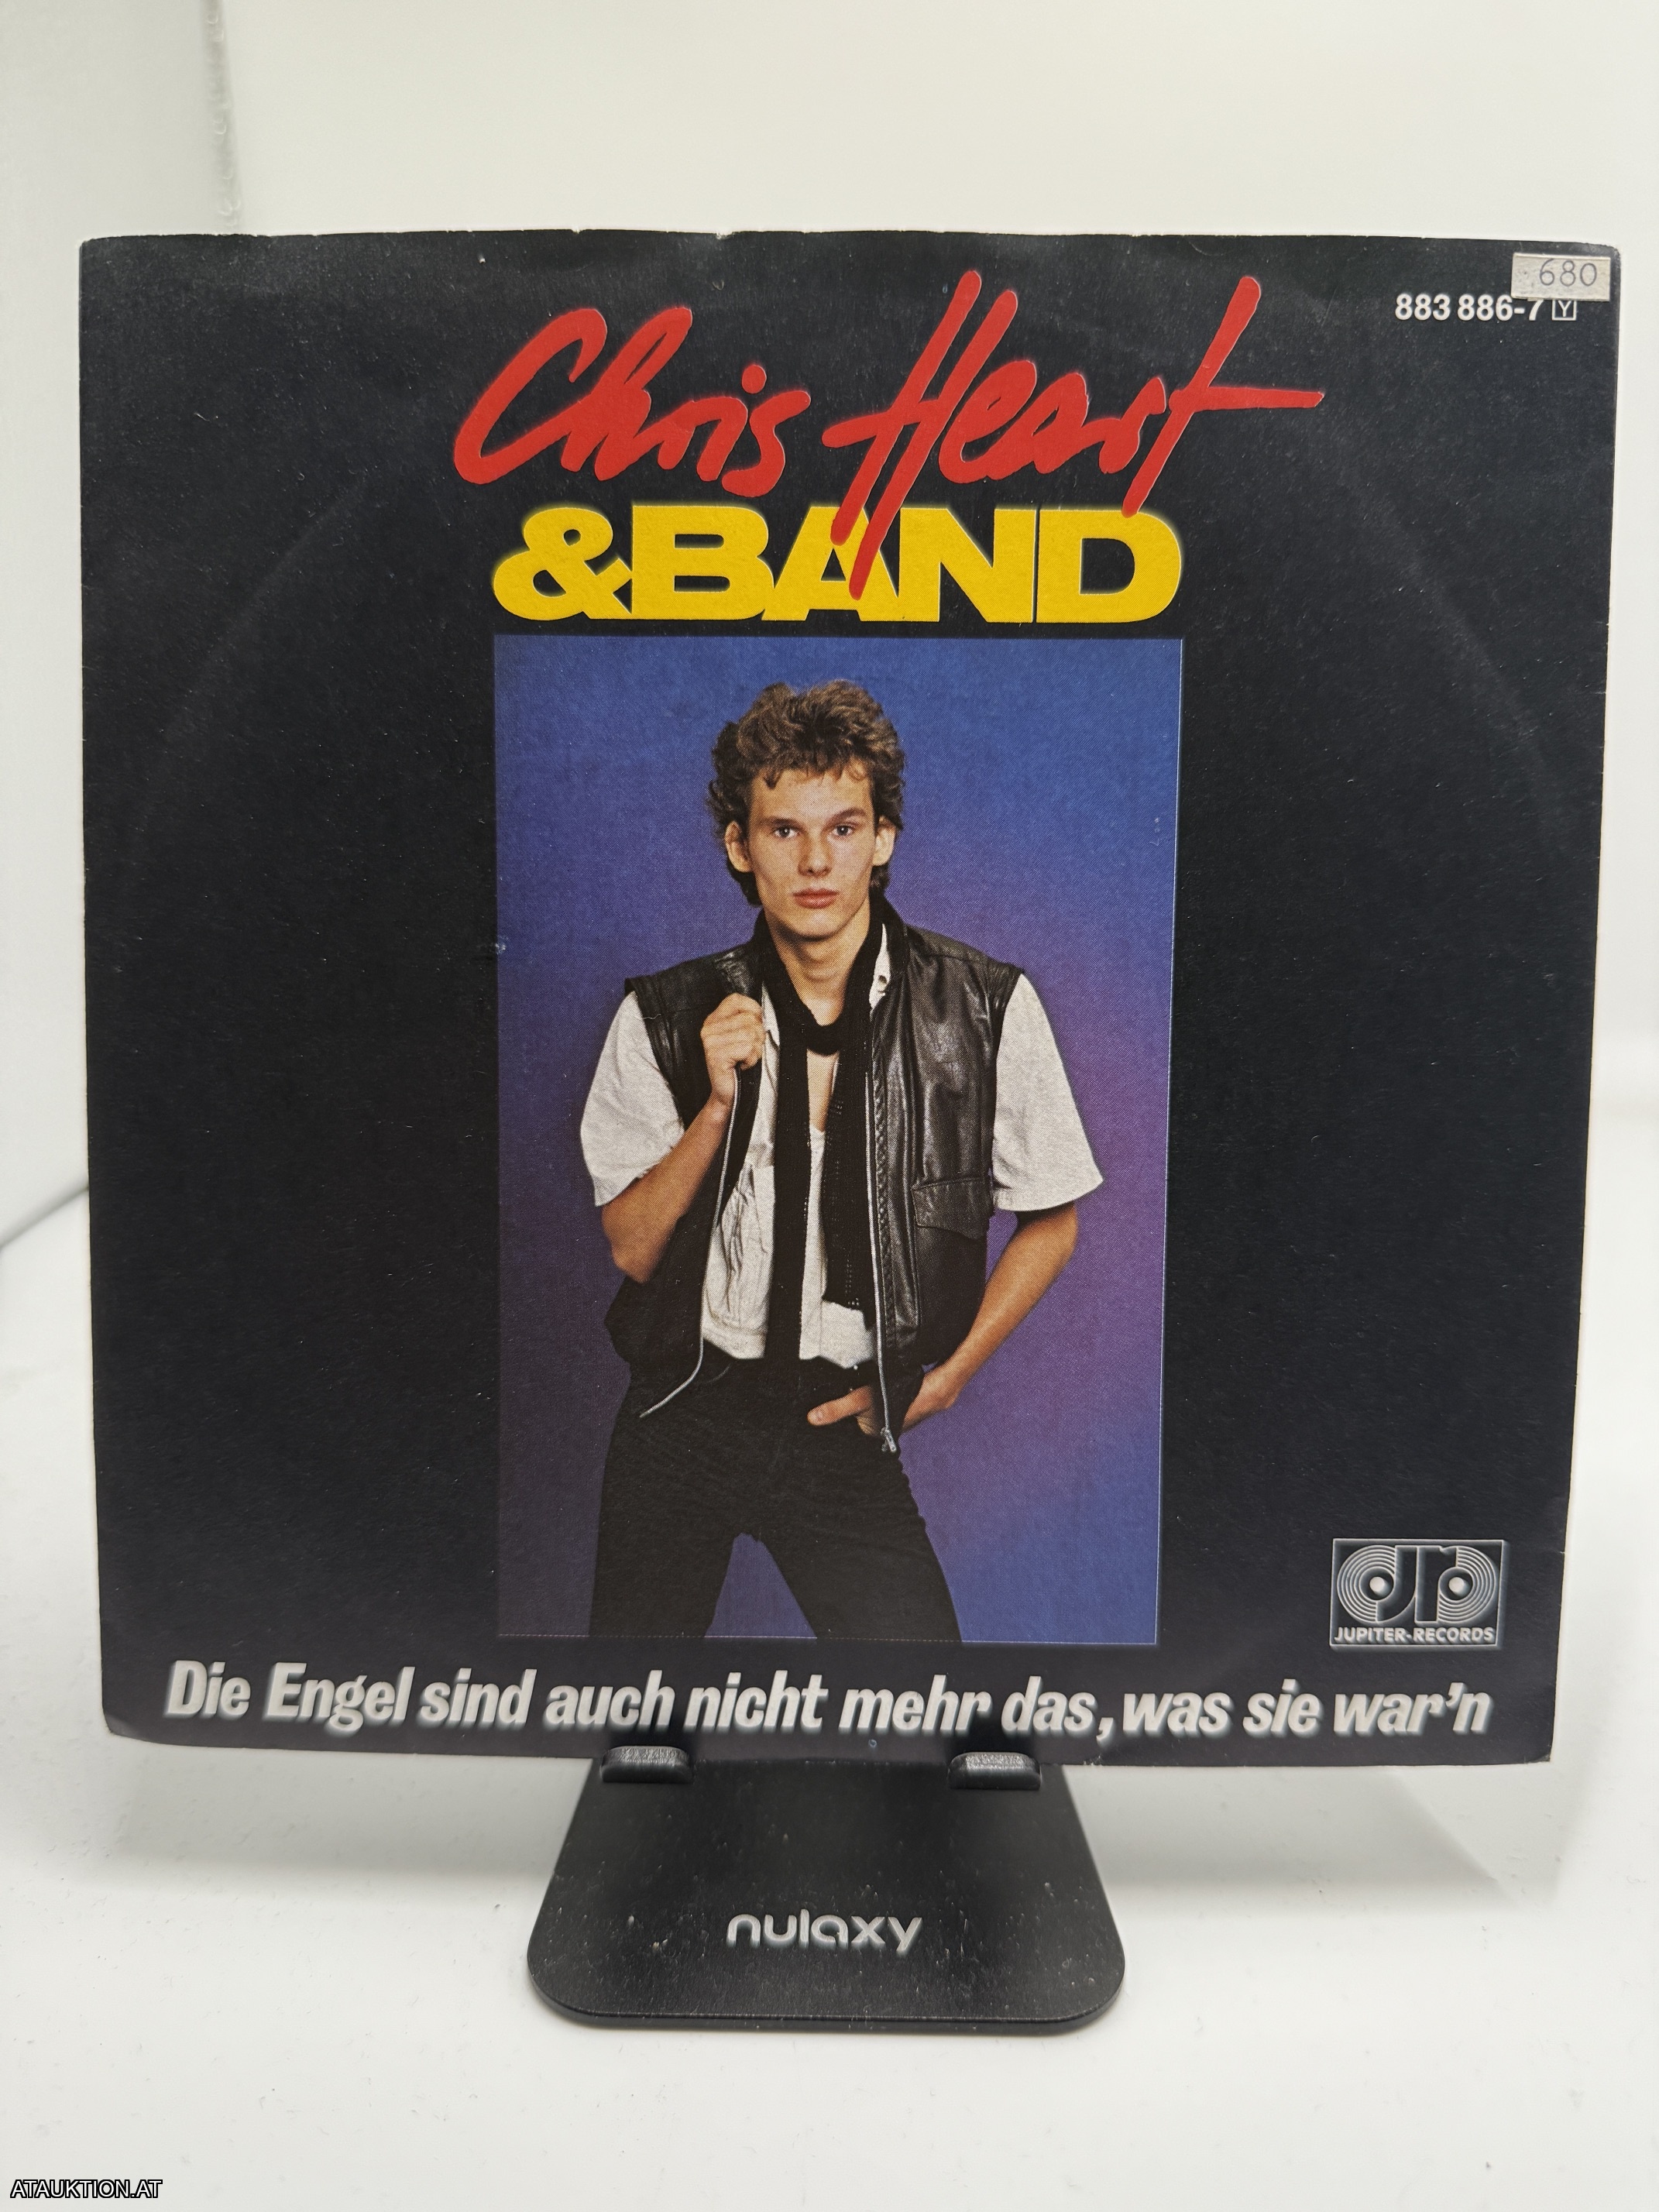 680
883 886-7 Y
Chris Heart
&BAND
JUPITER-RECORDS
Die Engel sind auch nicht mehr das, was sie war'n
nulaxy
ATAUKTION.AT